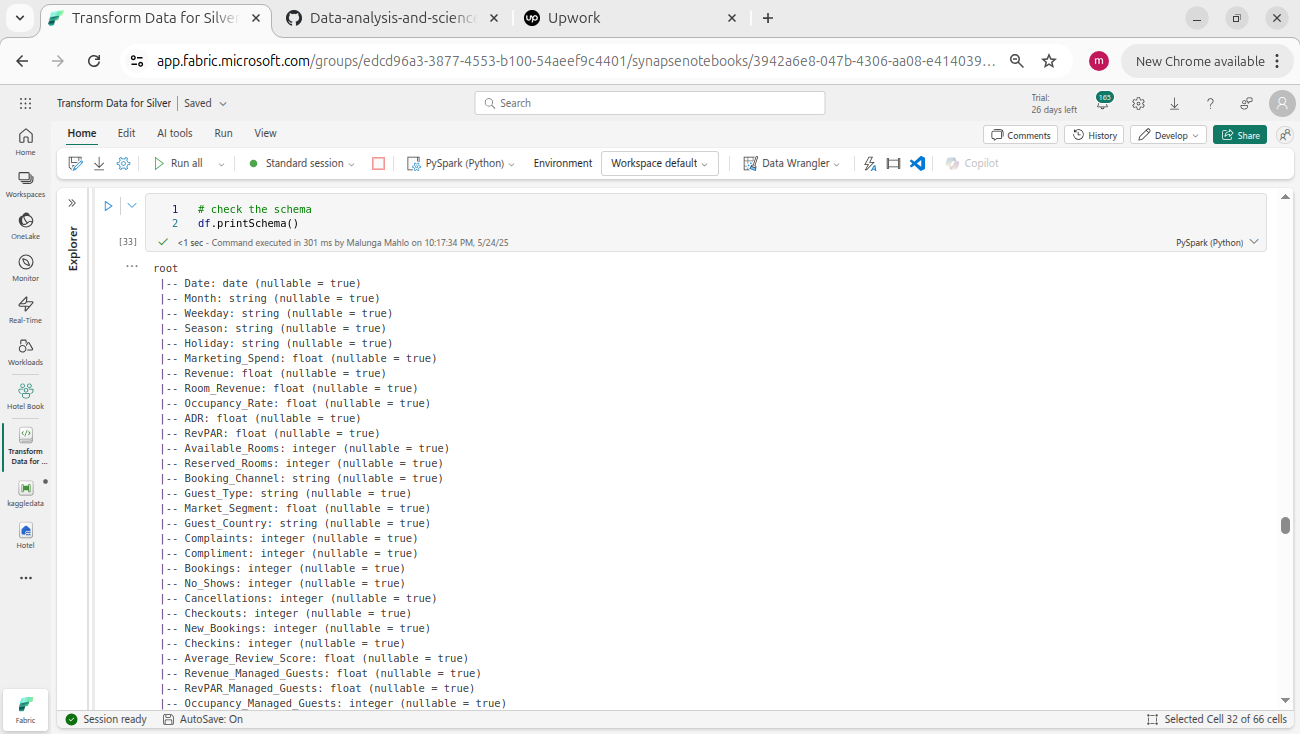 Transform Data for Silver
Data-analysis-and-science
Upwork
app.fabric.microsoft.com/groups/edcd96a3-3877-4553-b100-54aeef9c4401/synapsenotebooks/3942a6e8-047b-4306-aa08-e414039...
m
New Chrome available
Transform Data for Silver | Saved
Search
Trial:
26 days left
165
Home Edit AI tools Run View
Comments History Develop Share
Run all Standard session PySpark (Python) Environment Workspace default Data Wrangler Copilot
Home
Workspaces
OneLake
Monitor
Real-Time
Workloads
Hotel Book
Transform
Data for ...
kaggledata
Hotel
...
Fabric
Explorer
1 # check the schema
2 df.printSchema()
[33] <1 sec - Command executed in 301 ms by Malunga Mahlo on 10:17:34 PM, 5/24/25 PySpark (Python)
... root
|-- Date: date (nullable = true)
|-- Month: string (nullable = true)
|-- Weekday: string (nullable = true)
|-- Season: string (nullable = true)
|-- Holiday: string (nullable = true)
|-- Marketing_Spend: float (nullable = true)
|-- Revenue: float (nullable = true)
|-- Room_Revenue: float (nullable = true)
|-- Occupancy_Rate: float (nullable = true)
|-- ADR: float (nullable = true)
|-- RevPAR: float (nullable = true)
|-- Available_Rooms: integer (nullable = true)
|-- Reserved_Rooms: integer (nullable = true)
|-- Booking_Channel: string (nullable = true)
|-- Guest_Type: string (nullable = true)
|-- Market_Segment: float (nullable = true)
|-- Guest_Country: string (nullable = true)
|-- Complaints: integer (nullable = true)
|-- Compliment: integer (nullable = true)
|-- Bookings: integer (nullable = true)
|-- No_Shows: integer (nullable = true)
|-- Cancellations: integer (nullable = true)
|-- Checkouts: integer (nullable = true)
|-- New_Bookings: integer (nullable = true)
|-- Checkins: integer (nullable = true)
|-- Average_Review_Score: float (nullable = true)
|-- Revenue_Managed_Guests: float (nullable = true)
|-- RevPAR_Managed_Guests: float (nullable = true)
|-- Occupancy_Managed_Guests: integer (nullable = true)
Session ready AutoSave: On Selected Cell 32 of 66 cells